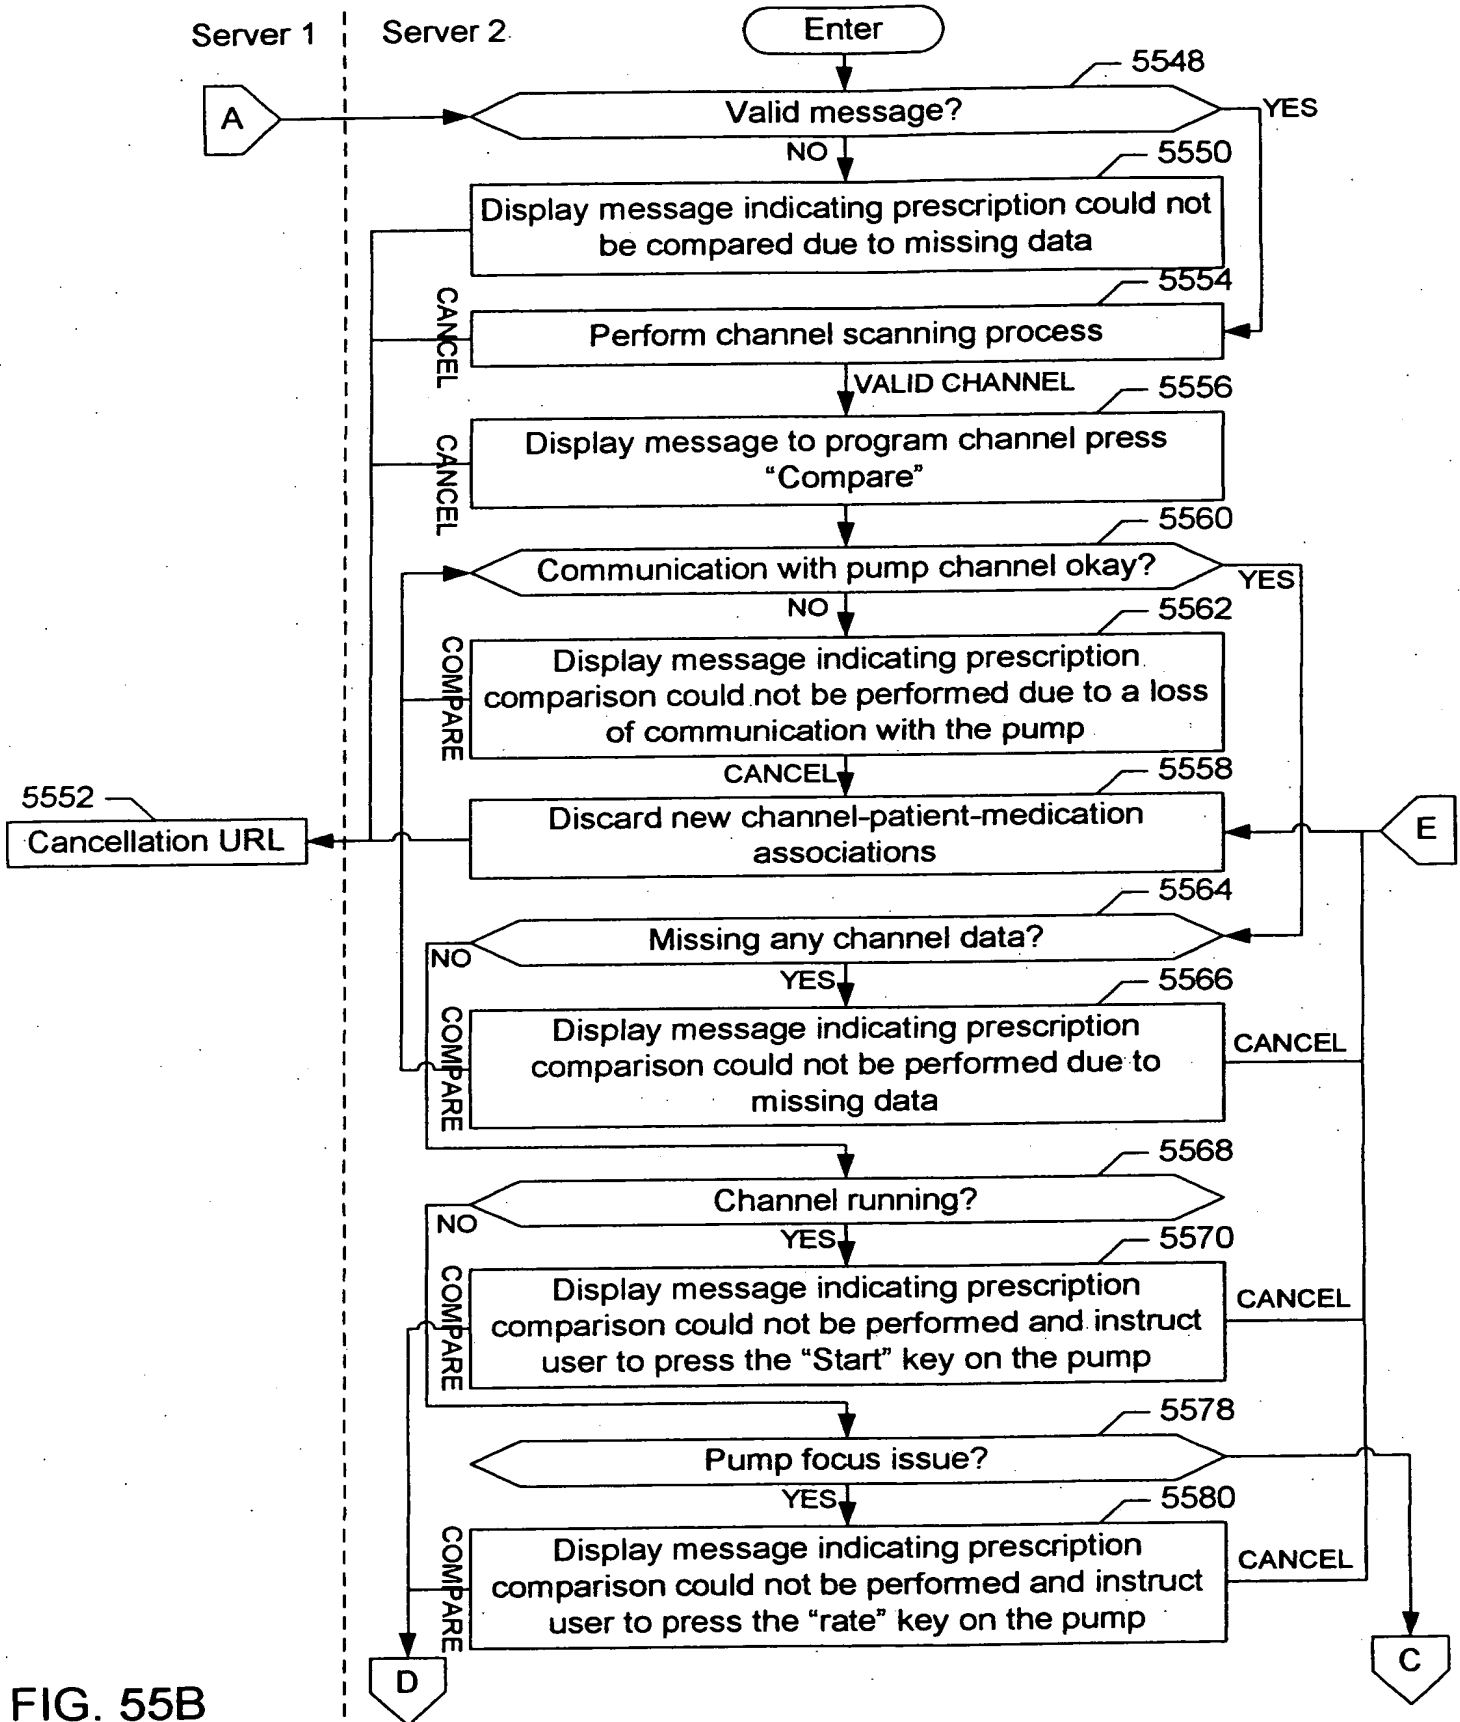 Server 1
Server 2
Enter
5548
A
Valid message?
YES
NO
5550
Display message indicating prescription could not
be compared due to missing data
5554
CANCEL
Perform channel scanning process
VALID CHANNEL
5556
CANCEL
Display message to program channel press
“Compare”
5560
Communication with pump channel okay?
YES
NO
5562
COMPARE
Display message indicating prescription
comparison could not be performed due to a loss
of communication with the pump
CANCEL
5558
5552
Cancellation URL
Discard new channel-patient-medication
associations
E
5564
Missing any channel data?
NO
YES
5566
COMPARE
Display message indicating prescription
comparison could not be performed due to
missing data
CANCEL
5568
Channel running?
NO
YES
5570
COMPARE
Display message indicating prescription
comparison could not be performed and instruct
user to press the “Start” key on the pump
CANCEL
5578
Pump focus issue?
YES
5580
COMPARE
Display message indicating prescription
comparison could not be performed and instruct
user to press the “rate” key on the pump
CANCEL
D
C
FIG. 55B